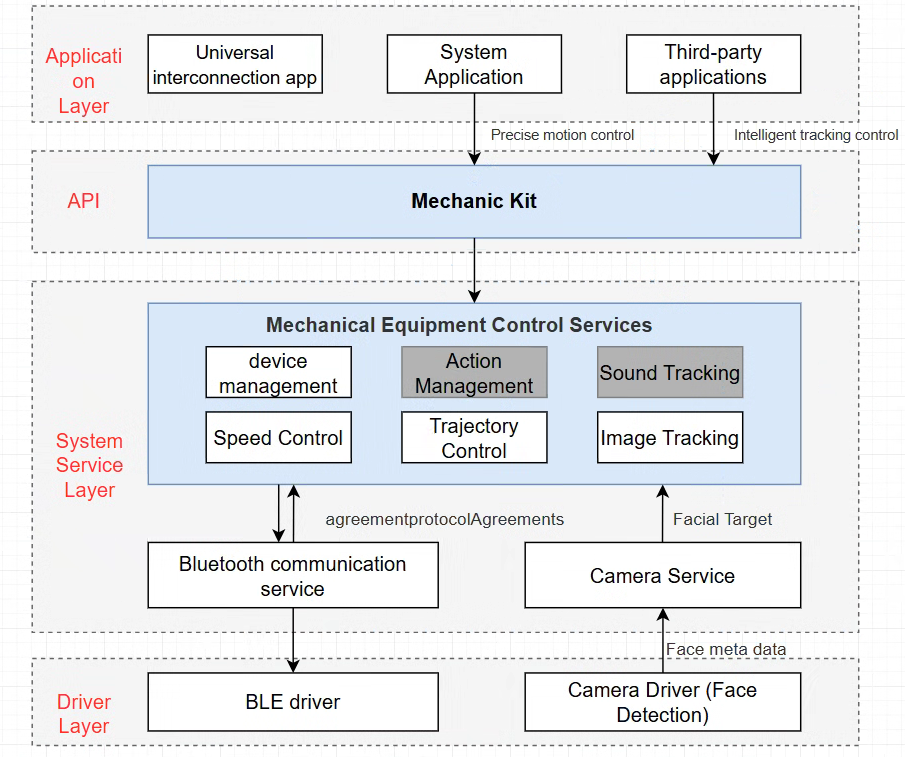 Applicati
on
Layer
Universal
interconnection app
System
Application
Third-party
applications
Precise motion control
Intelligent tracking control
API
Mechanic Kit
System
Service
Layer
Mechanical Equipment Control Services
device
management
Action
Management
Sound Tracking
Speed Control
Trajectory
Control
Image Tracking
agreementprotocolAgreements
Facial Target
Bluetooth communication
service
Camera Service
Face meta data
Driver
Layer
BLE driver
Camera Driver (Face
Detection)